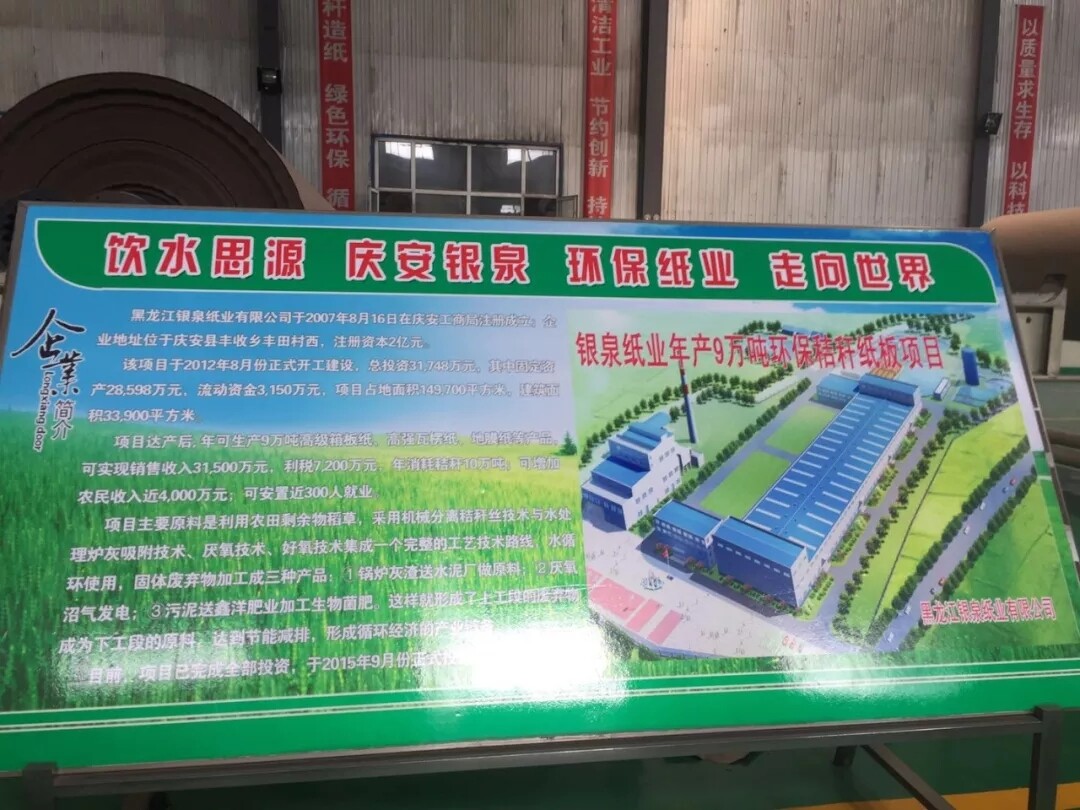 秆造纸 绿色环保 循
清洁工业 节约创新 持
以质量求生存 以科技
饮水思源 庆安银泉 环保纸业 走向世界
企業简介
Longxiang door
黑龙江银泉纸业有限公司于2007年8月16日在庆安工商局注册成立，企
业地址位于庆安县丰收乡丰田村西，注册资本2亿元。
该项目于2012年8月份正式开工建设，总投资31,748万元，其中固定资
产28,598万元，流动资金3,150万元，项目占地面积149,700平方米，建筑面
积33,900平方米。
项目达产后，年可生产9万吨高级箱板纸、高强瓦楞纸、地膜纸等产品，
可实现销售收入31,500万元，利税7,200万元，年消耗秸秆10万吨；可增加
农民收入近4,000万元；可安置近300人就业。
项目主要原料是利用农田剩余物稻草，采用机械分离秸秆丝技术与水处
理炉灰吸附技术、厌氧技术、好氧技术集成一个完整的工艺技术路线，水循
环使用，固体废弃物加工成三种产品：1锅炉灰渣送水泥厂做原料；2厌氧
沼气发电；3污泥送鑫洋肥业加工生物菌肥。这样就形成了上工段的废弃物
成为下工段的原料，达到节能减排，形成循环经济的产业链条
目前，项目已完成全部投资，于2015年9月份正式投
银泉纸业年产9万吨环保秸秆纸板项目
黑龙江银泉纸业有限公司